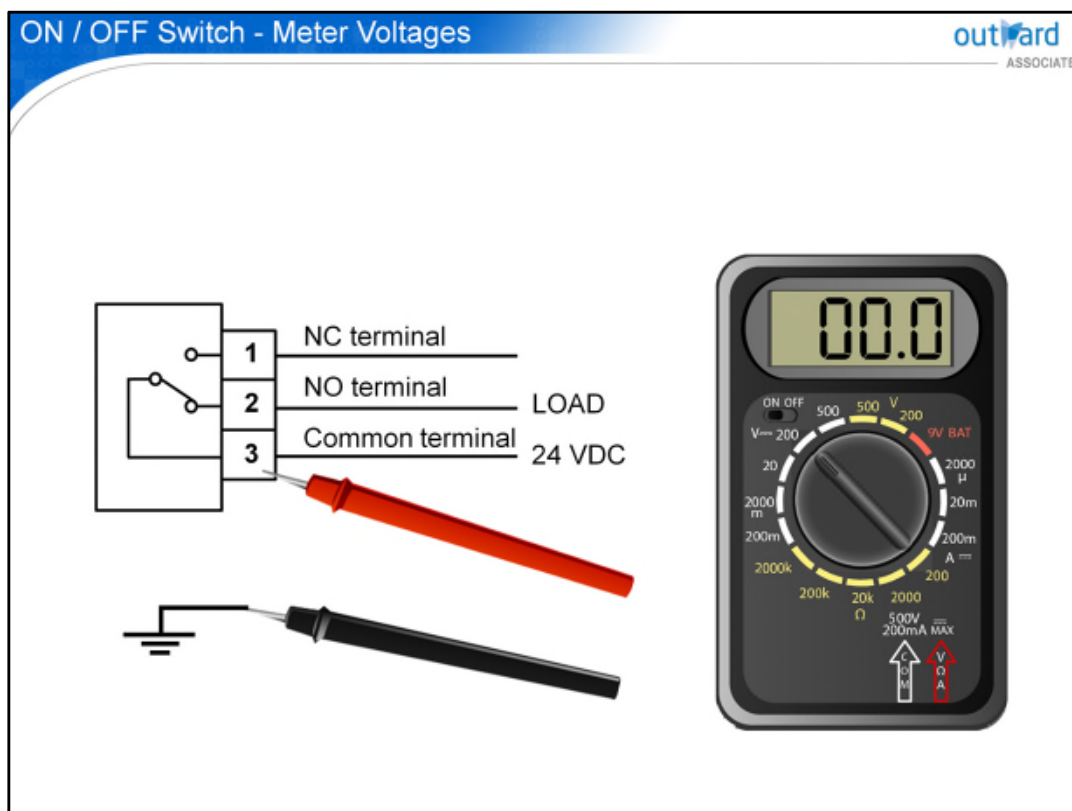 ON / OFF Switch - Meter Voltages
outward
ASSOCIATE
1 NC terminal
2 NO terminal LOAD
3 Common terminal 24 VDC
00.0
ON OFF
500 500 V 200
V⎓ 200
9V BAT
20
2000 µ
2000 m
20m
200m
200m
A⎓
2000k
200
200k
20k
2000
Ω
500V ⎓
200mA MAX
COM
VΩA